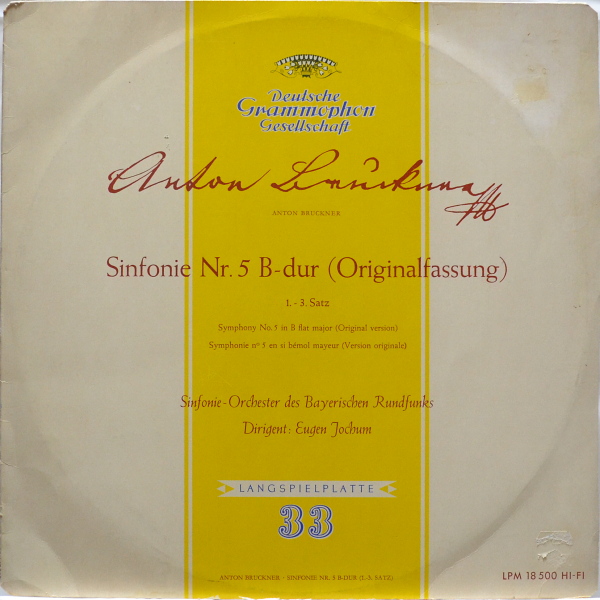 Deutsche
Grammophon
Gesellschaft
Anton Bruckner
ANTON BRUCKNER
Sinfonie Nr. 5 B-dur (Originalfassung)
1. - 3. Satz
Symphony No. 5 in B flat major (Original version)
Symphonie nº 5 en si bémol mayeur (Version originale)
Sinfonie-Orchester des Bayerischen Rundfunks
Dirigent: Eugen Jochum
LANGSPIELPLATTE
33
LPM 18 500 HI-FI
ANTON BRUCKNER - SINFONIE NR. 5 B-DUR (1.-3. SATZ)